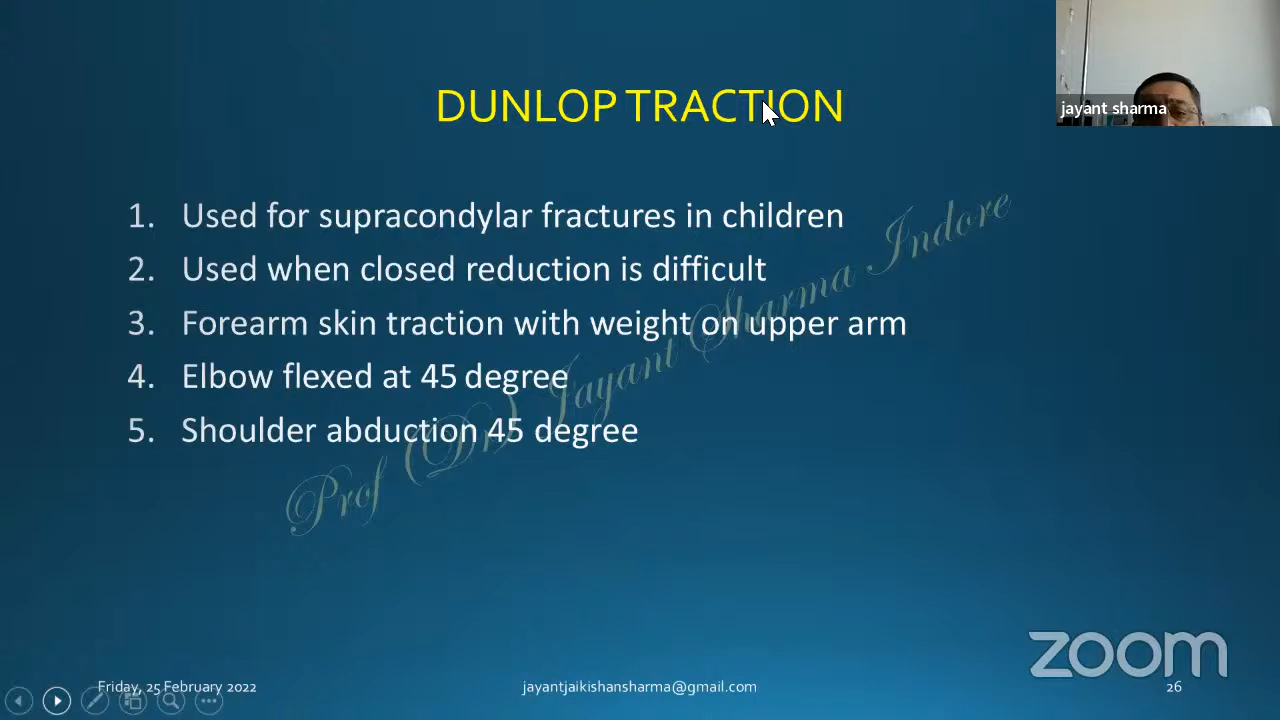 DUNLOP TRACTION
jayant sharma
1. Used for supracondylar fractures in children
2. Used when closed reduction is difficult
3. Forearm skin traction with weight on upper arm
4. Elbow flexed at 45 degree
5. Shoulder abduction 45 degree
Prof (Dr) Jayant Sharma Indore
zoom
Friday, 25 February 2022
jayantjaikishansharma@gmail.com
26